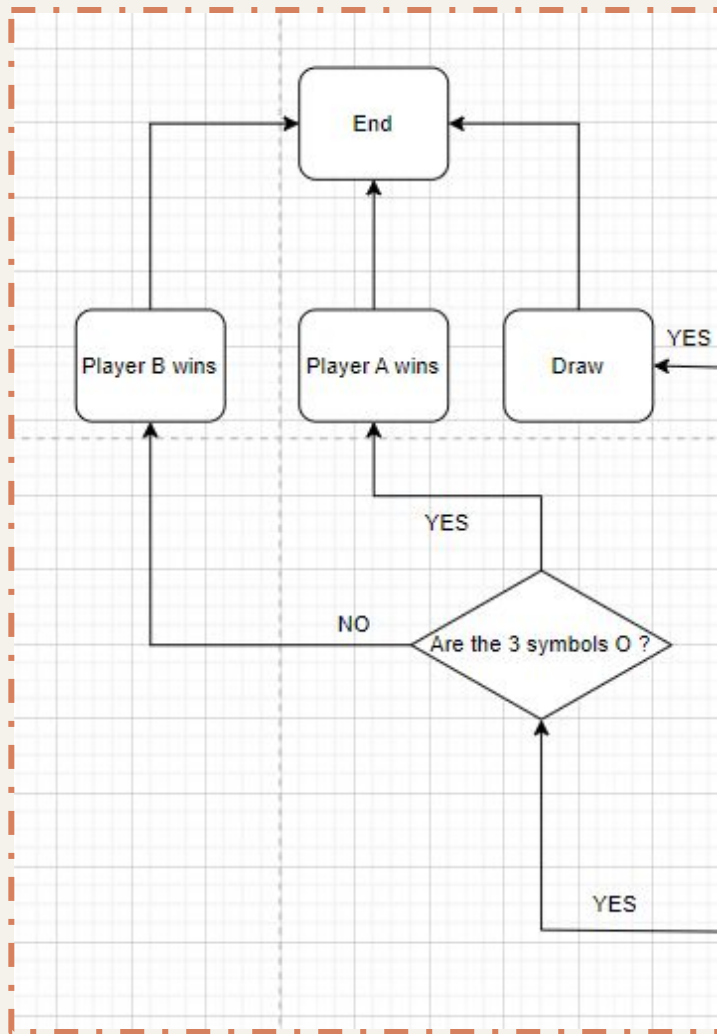 End
Player B wins
Player A wins
Draw
YES
YES
NO
Are the 3 symbols O ?
YES